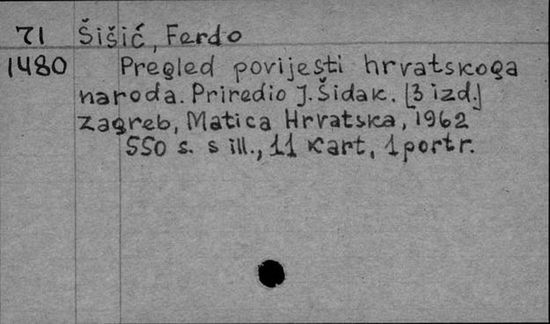 71 Šišić, Ferdo
1480 Pregled povijesti hrvatskoga
naroda. Priredio J. Šidak. [3 izd.]
Zagreb, Matica Hrvatska, 1962
550 s. s ill., 11 kart, 1 portr.